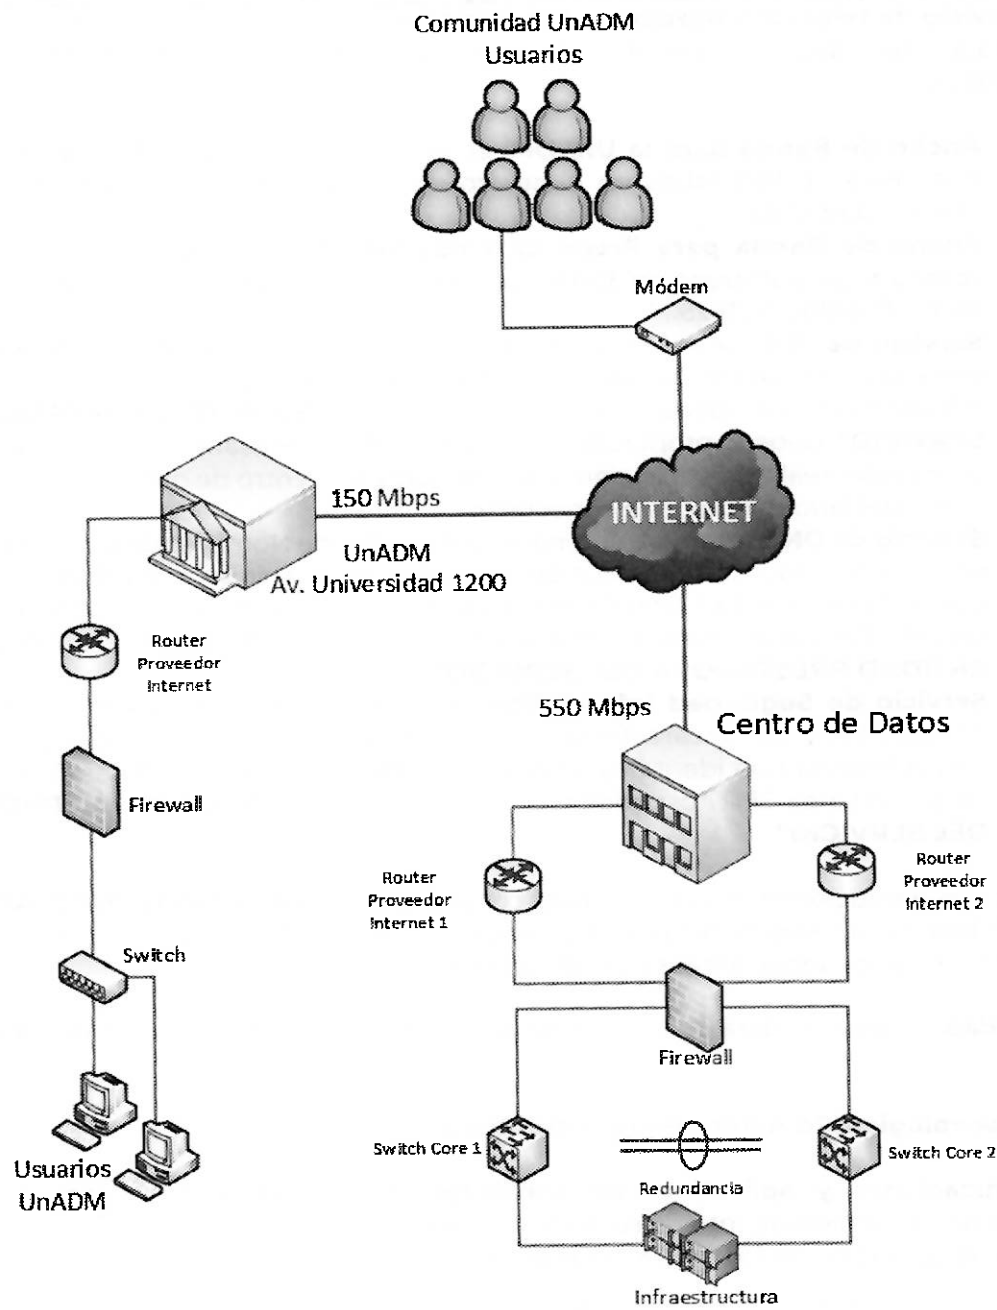 Comunidad UnADM
Usuarios
Módem
INTERNET
150 Mbps
UnADM
Av. Universidad 1200
Router
Proveedor
Internet
Firewall
Switch
Usuarios
UnADM
550 Mbps
Centro de Datos
Router
Proveedor
Internet 1
Router
Proveedor
Internet 2
Firewall
Switch Core 1
Switch Core 2
Redundancia
Infraestructura